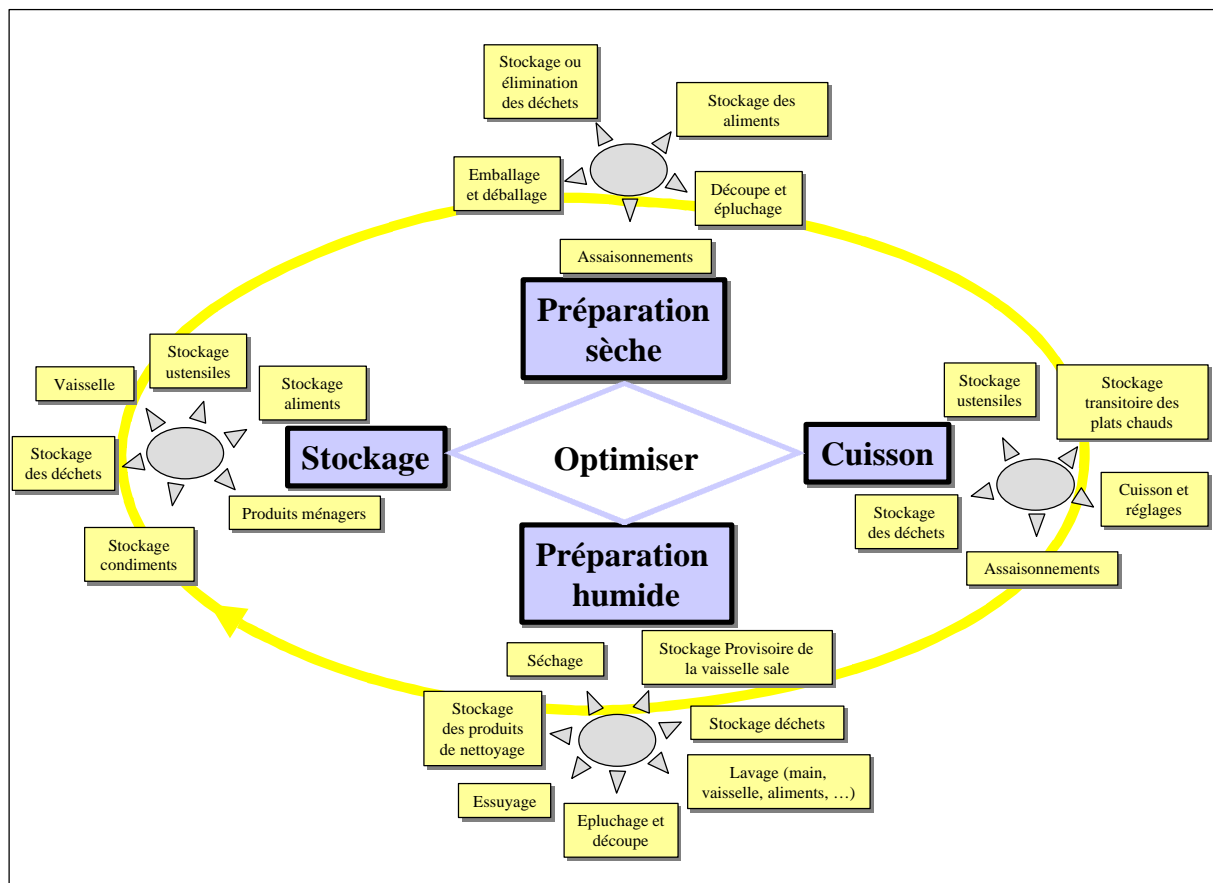 Stockage ou
élimination
des déchets
Stockage des
aliments
Emballage
et déballage
Découpe et
épluchage
Assaisonnements
Préparation
sèche
Vaisselle
Stockage
ustensiles
Stockage
aliments
Stockage
des déchets
Stockage
Produits ménagers
Stockage
condiments
Optimiser
Stockage
ustensiles
Stockage
transitoire des
plats chauds
Cuisson
Stockage
des déchets
Cuisson et
réglages
Assaisonnements
Préparation
humide
Séchage
Stockage Provisoire de
la vaisselle sale
Stockage
des produits
de nettoyage
Stockage déchets
Essuyage
Lavage (main,
vaisselle, aliments, …)
Epluchage et
découpe